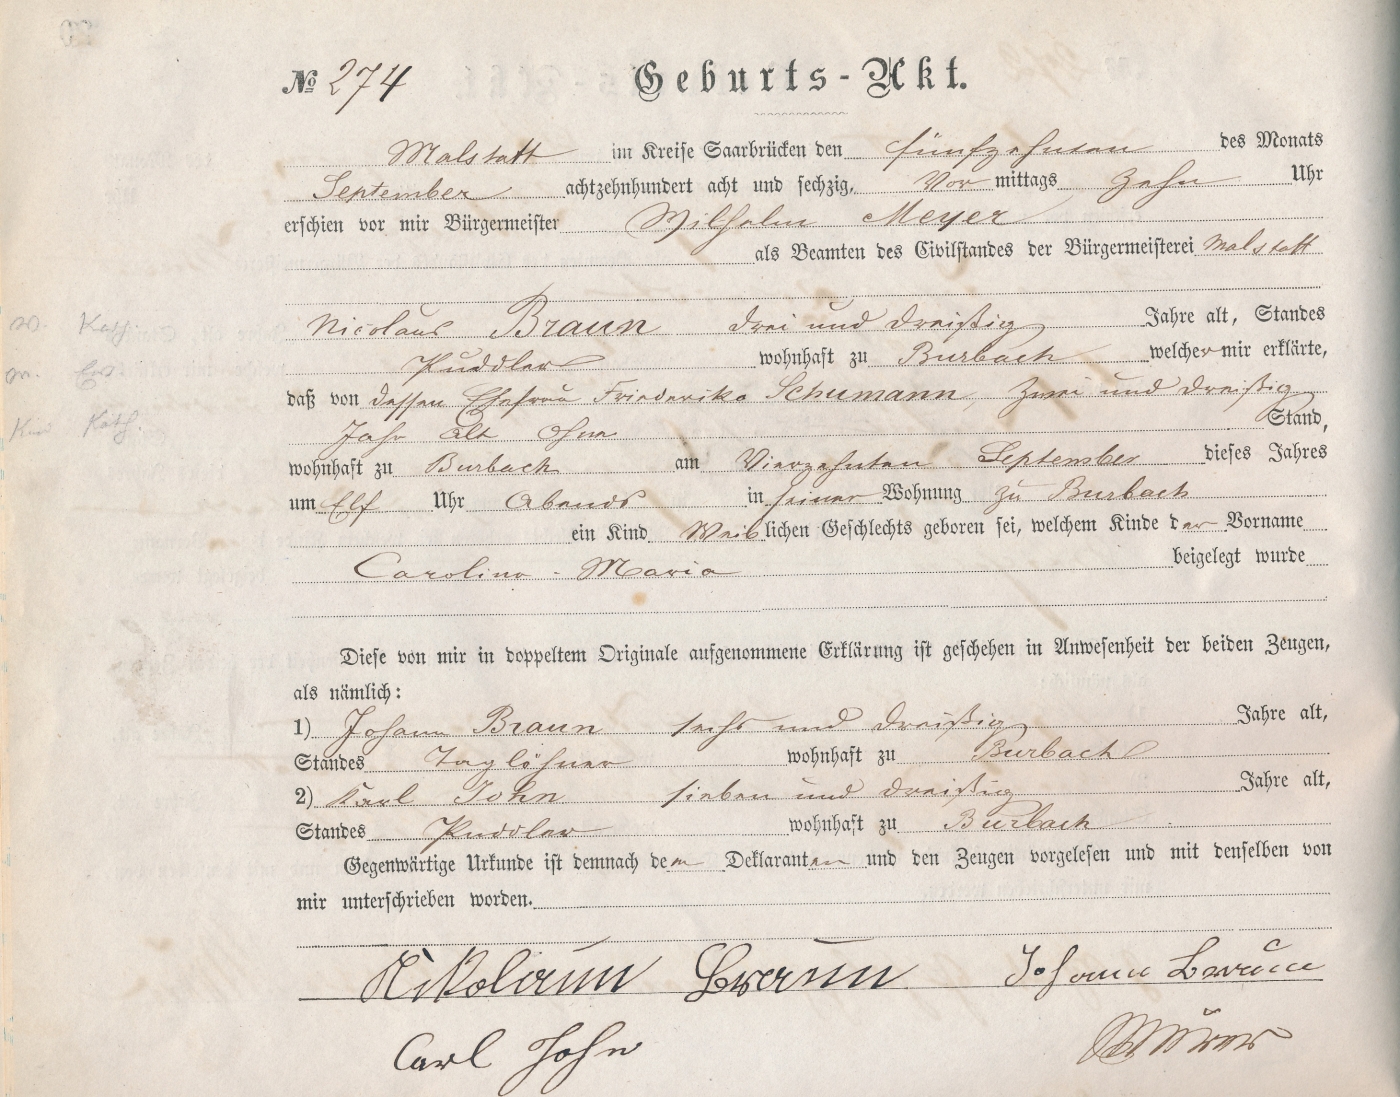 № 274 Geburts-Akt.
Malstatt im Kreise Saarbrücken den fünfzehnten des Monats
September achtzehnhundert acht und sechzig, Vor mittags Zehn Uhr
erschien vor mir Bürgermeister Wilhelm Meyer
als Beamten des Civilstandes der Bürgermeisterei Malstatt
Nicolaus Braun drei und dreißig Jahre alt, Standes
Puddler wohnhaft zu Burbach welcher mir erklärte,
daß von dessen Ehefrau Friederike Schumann, Zwei und dreißig
Jahr alt ohne Stand,
wohnhaft zu Burbach am Vierzehnten September dieses Jahres
um Elf Uhr Abends in seiner Wohnung zu Burbach
ein Kind Weiblichen Geschlechts geboren sei, welchem Kinde der Vorname
Carolina - Maria beigelegt wurde
Diese von mir in doppeltem Originale aufgenommene Erklärung ist geschehen in Anwesenheit der beiden Zeugen,
als nämlich:
1) Johann Braun sechs und dreißig Jahre alt,
Standes Taglöhner wohnhaft zu Burbach
2) Karl John sieben und dreißig Jahre alt,
Standes Puddler wohnhaft zu Burbach
Gegenwärtige Urkunde ist demnach dem Deklaranten und den Zeugen vorgelesen und mit denselben von
mir unterschrieben worden.
Nikolaun Braun Johann Braun
Carl John
Kath.
Kath.